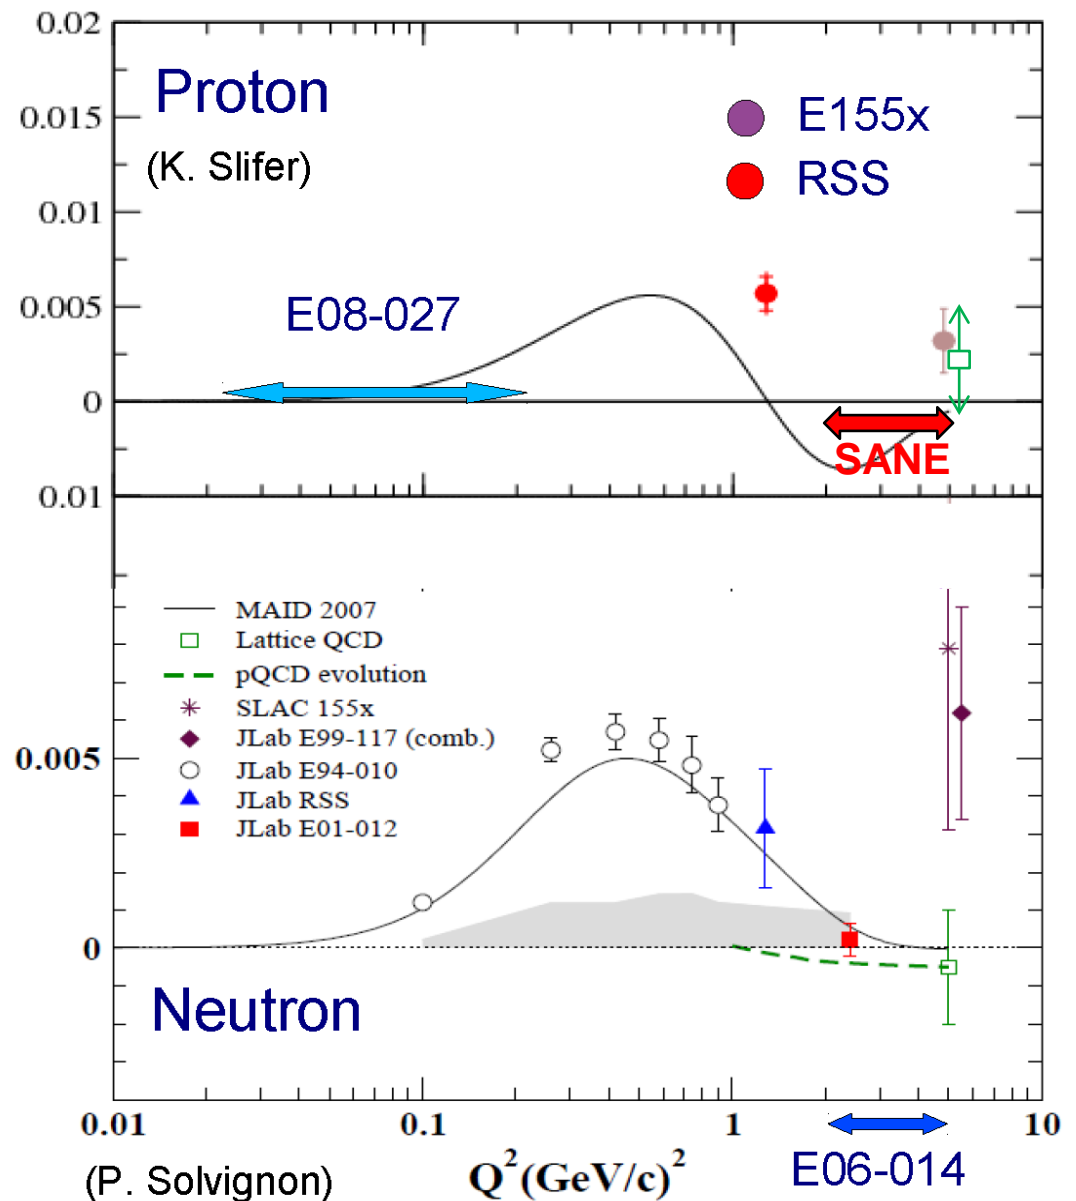 0.02
Proton
E155x
0.015
(K. Slifer)
RSS
0.01
0.005
E08-027
0
SANE
0.01
MAID 2007
Lattice QCD
pQCD evolution
SLAC 155x
JLab E99-117 (comb.)
0.005
JLab E94-010
JLab RSS
JLab E01-012
0
Neutron
0.01
0.1
1
10
(P. Solvignon)
Q²(GeV/c)²
E06-014